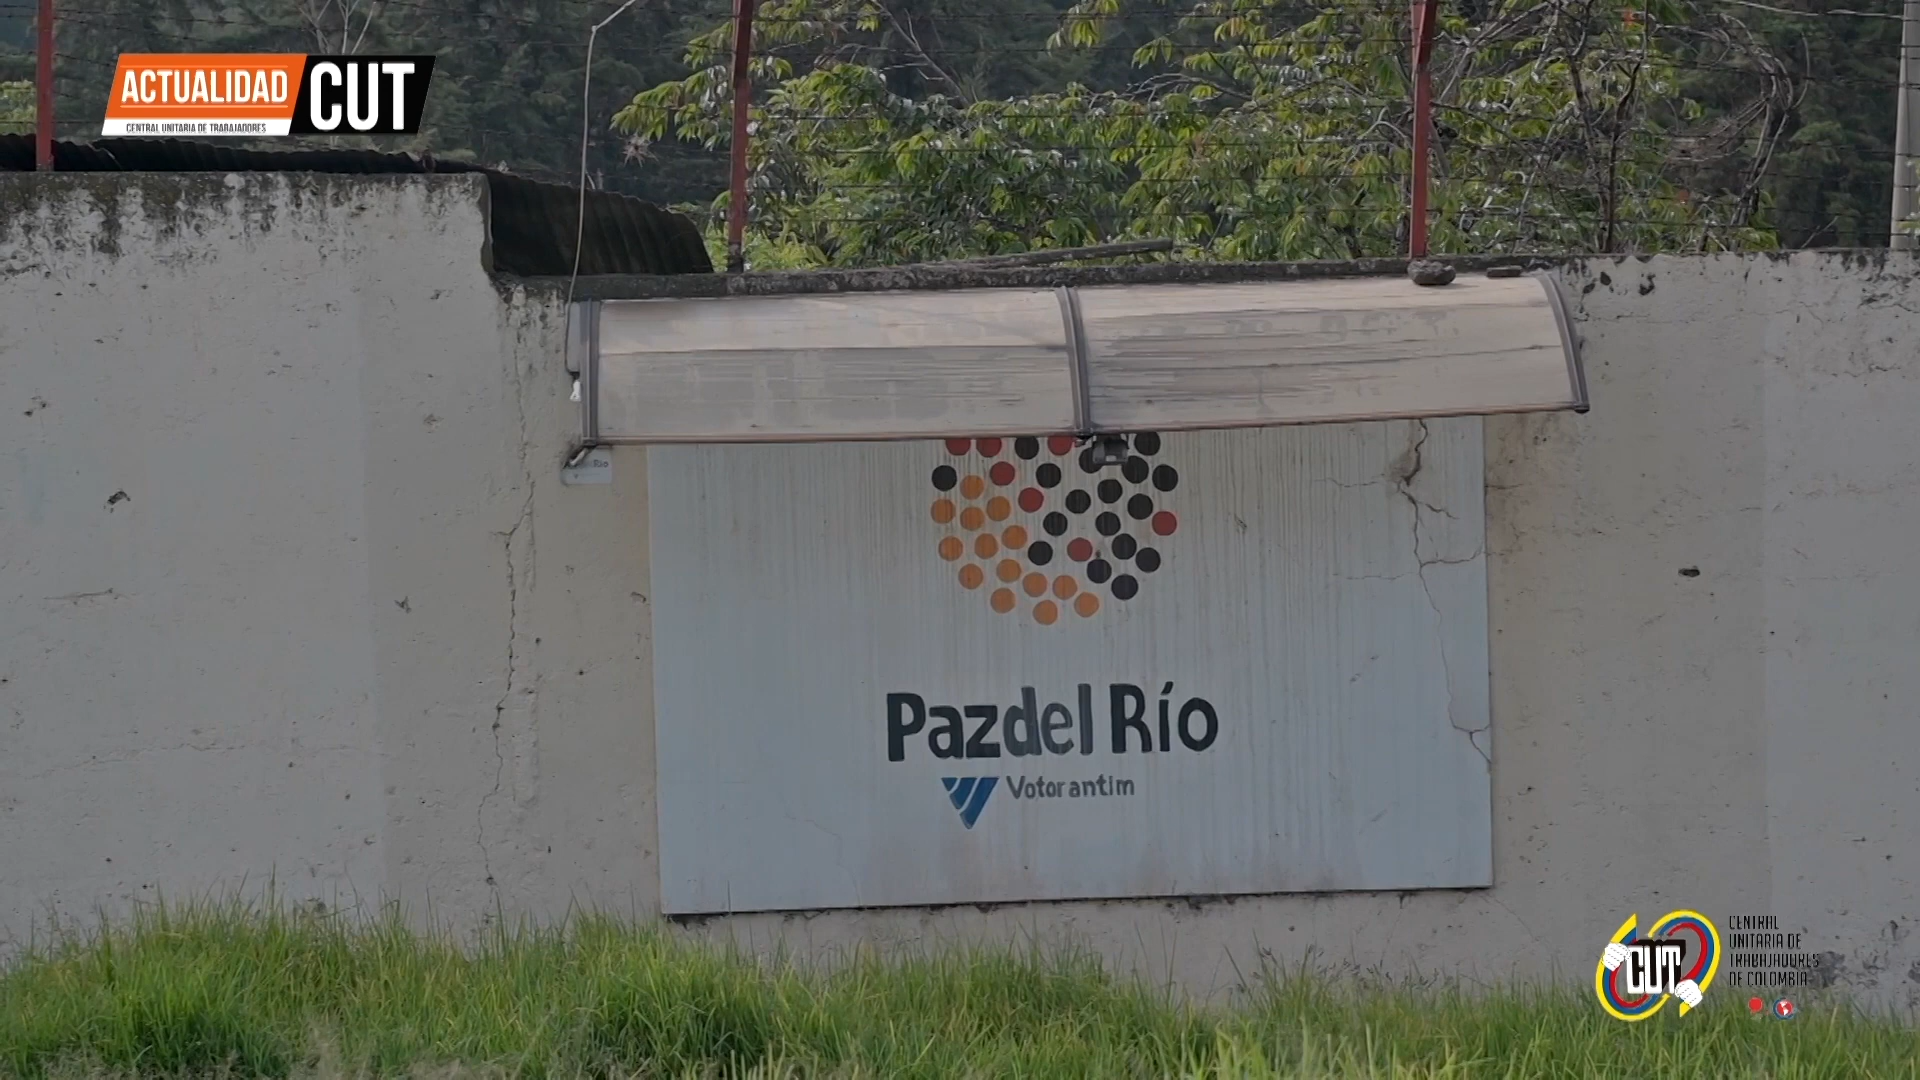 ACTUALIDAD CUT
CENTRAL UNITARIA DE TRABAJADORES
Paz del Río
Votorantim
CUT
CENTRAL
UNITARIA DE
TRABAJADORES
DE COLOMBIA